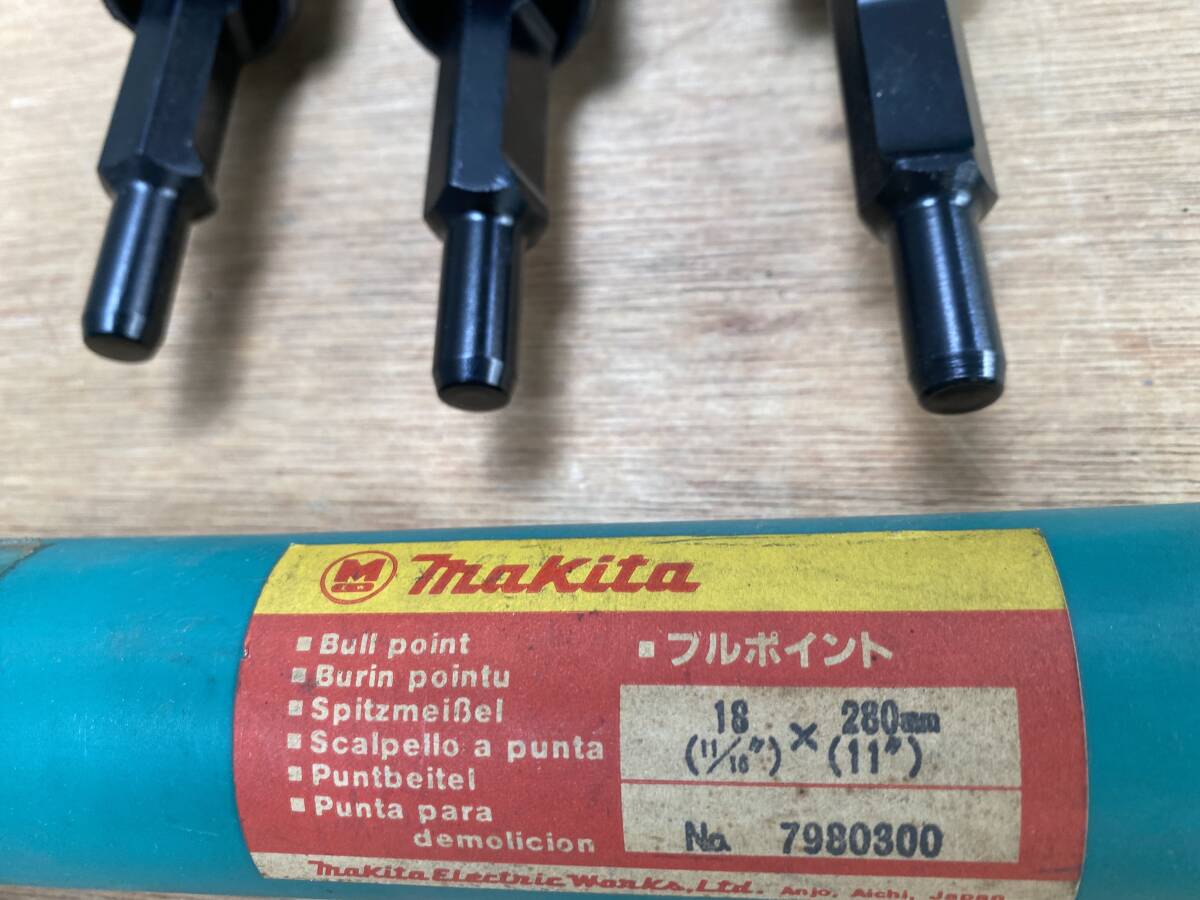 M makita
■ Bull point
■ Burin pointu
■ Spitzmeißel
■ Scalpello a punta
■ Puntbeitel
■ Punta para
demolicion
■ ブルポイント
18 × 280mm
(11/16") (11")
No. 7980300
Makita Electric Works, Ltd. Anjo, Aichi, Japan